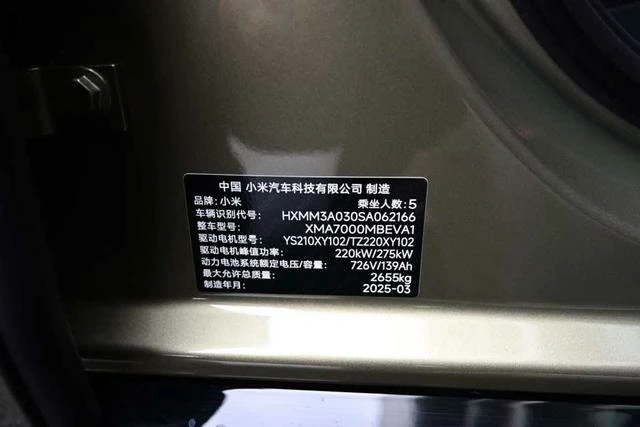 中国 小米汽车科技有限公司 制造
品牌：小米 乘坐人数：5
车辆识别代号： HXMM3A030SA062166
整车型号： XMA7000MBEVA1
驱动电机型号： YS210XY102/TZ220XY102
驱动电机峰值功率： 220kW/275kW
动力电池系统额定电压/容量： 726V/139Ah
最大允许总质量： 2655kg
制造年月： 2025-03